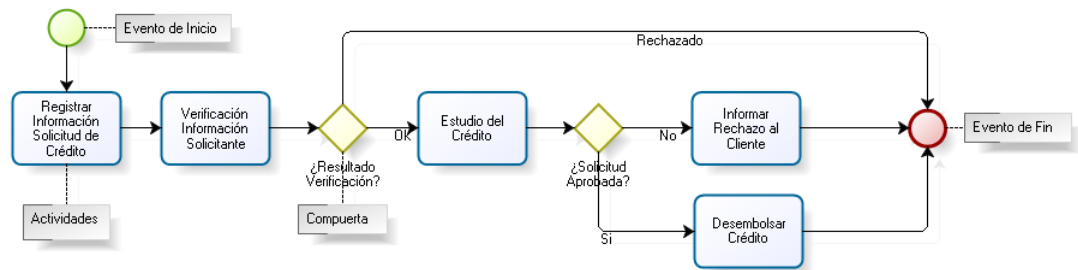 Evento de Inicio
Rechazado
Registrar
Información
Solicitud de
Crédito
Verificación
Información
Solicitante
OK
Estudio del
Crédito
No
Informar
Rechazo al
Cliente
Evento de Fin
¿Resultado
Verificación?
¿Solicitud
Aprobada?
Actividades
Compuerta
Si
Desembolsar
Crédito